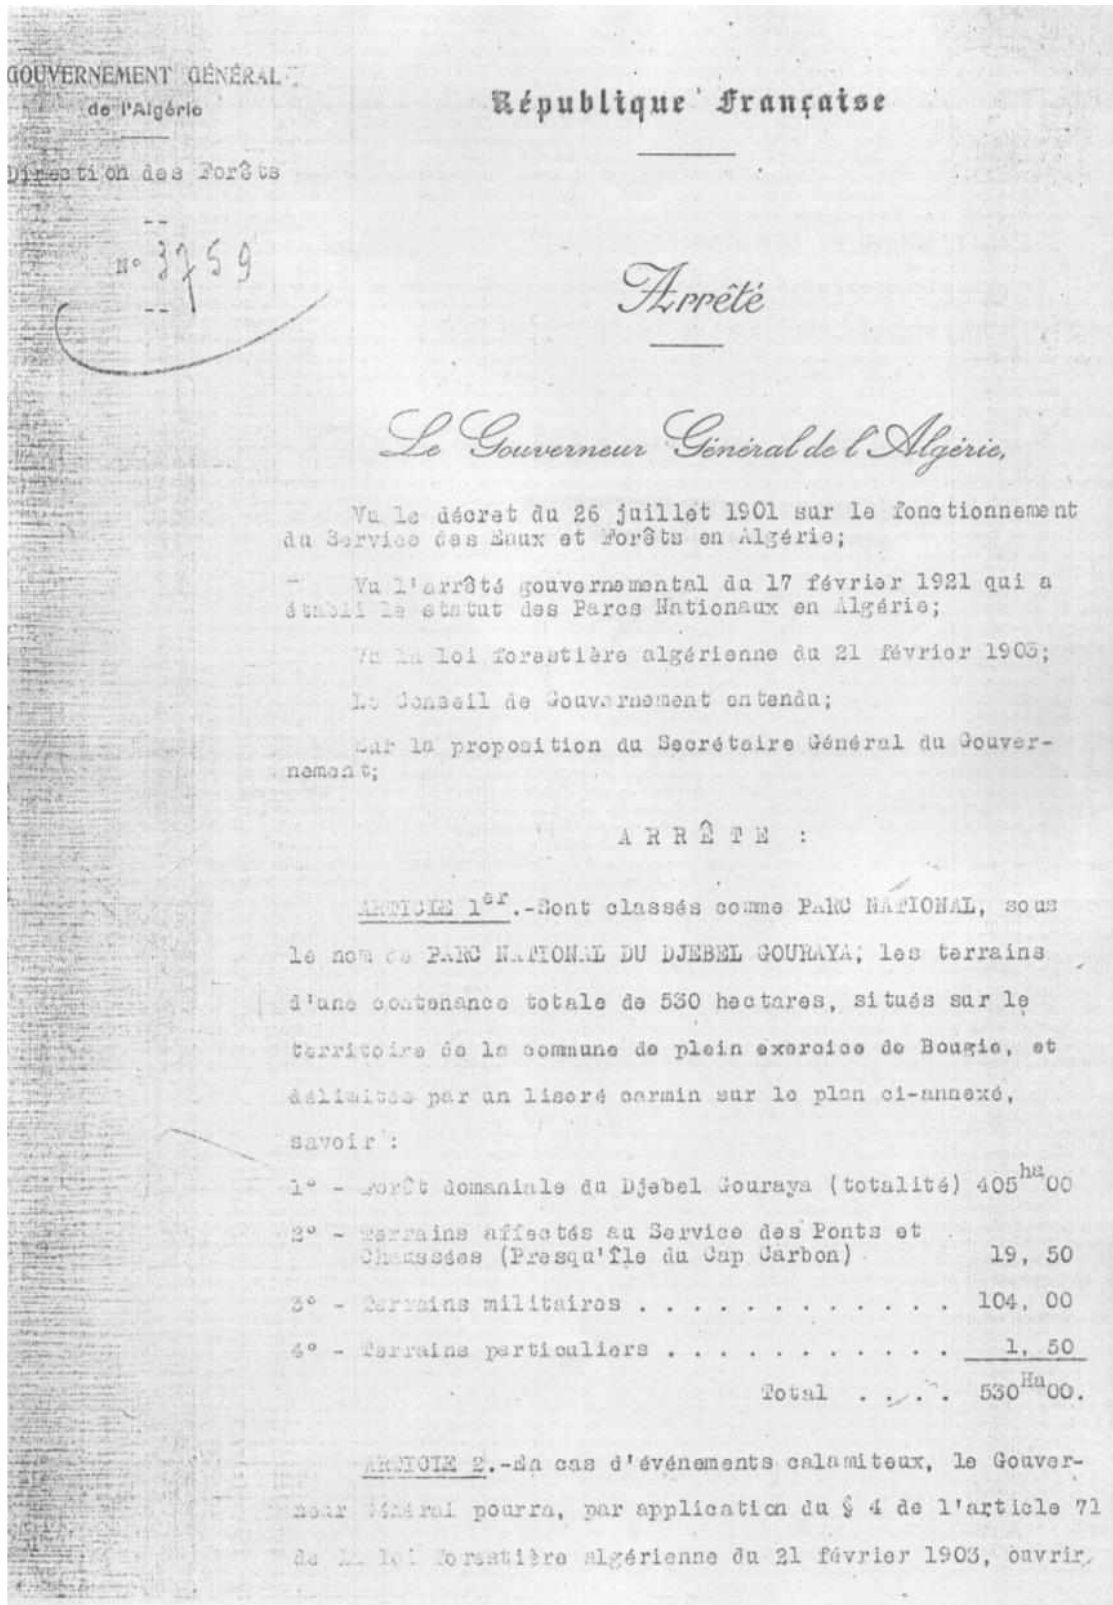 GOUVERNEMENT GÉNÉRAL
de l'Algérie
Direction des Forêts
--
N° 3759
--
République Française
Arrêté
Le Gouverneur Général de l'Algérie,
Vu le décret du 26 juillet 1901 sur le fonctionnement
du Service des Eaux et Forêts en Algérie;
Vu l'arrêté gouvernemental du 17 février 1921 qui a
établi le statut des Parcs Nationaux en Algérie;
Vu la loi forestière algérienne du 21 février 1903;
Le Conseil de Gouvernement entendu;
Sur la proposition du Secrétaire Général du Gouver-
nement;
ARRÊTE :
ARTICLE 1er.-Sont classés comme PARC NATIONAL, sous
le nom de PARC NATIONAL DU DJEBEL GOURAYA, les terrains
d'une contenance totale de 530 hectares, situés sur le
territoire de la commune de plein exercice de Bougie, et
délimités par un liseré carmin sur le plan ci-annexé,
savoir :
1° - Forêt domaniale du Djebel Gouraya (totalité) 405ha00
2° - Terrains affectés au Service des Ponts et
Chaussées (Presqu'île du Cap Carbon) 19, 50
3° - Terrains militaires . . . . . . . . . . . . . 104, 00
4° - Terrains particuliers . . . . . . . . . . . . 1, 50
Total . . . . 530Ha00.
ARTICLE 2.-En cas d'événements calamiteux, le Gouver-
neur Général pourra, par application du § 4 de l'article 71
de la loi forestière algérienne du 21 février 1903, ouvrir